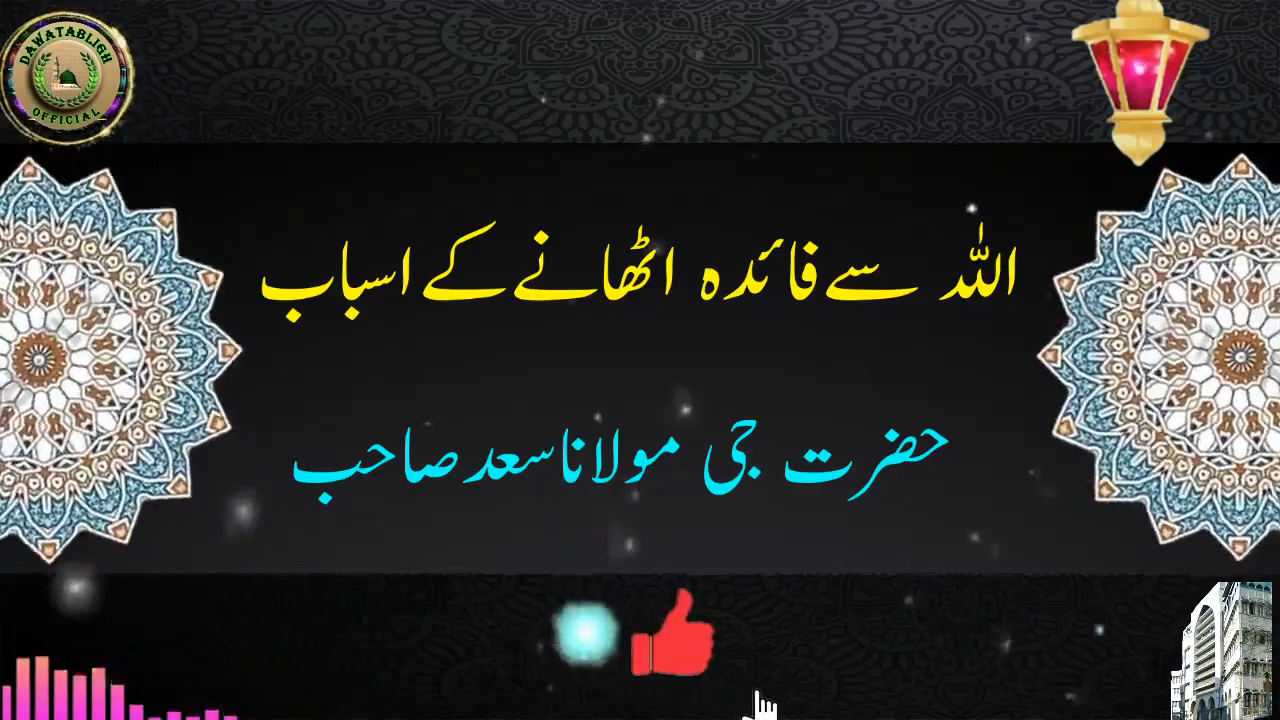 DAWATABLIGH
OFFICIAL
اللہ سے فائدہ اٹھانے کے اسباب
حضرت جی مولانا سعد صاحب